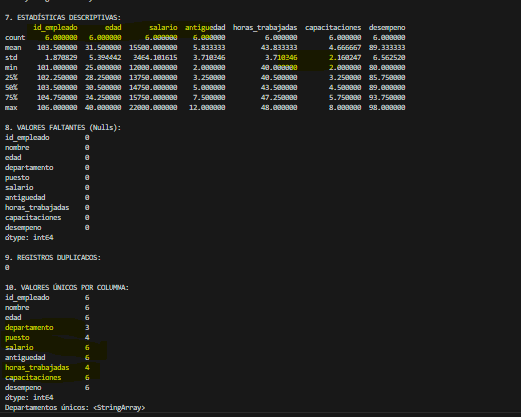 7. ESTADÍSTICAS DESCRIPTIVAS:
id_empleado edad salario antiguedad horas_trabajadas capacitaciones desempeno
count 6.000000 6.000000 6.000000 6.000000 6.000000 6.000000 6.000000
mean 103.500000 31.500000 15500.000000 5.833333 43.833333 4.666667 89.333333
std 1.870829 5.394442 3464.101615 3.710346 3.710346 2.160247 6.562520
min 101.000000 25.000000 12000.000000 2.000000 40.000000 2.000000 80.000000
25% 102.250000 28.250000 13750.000000 3.250000 40.500000 3.250000 85.750000
50% 103.500000 30.500000 14750.000000 5.000000 43.500000 4.500000 89.000000
75% 104.750000 34.250000 15750.000000 7.500000 47.250000 5.750000 93.750000
max 106.000000 40.000000 22000.000000 12.000000 48.000000 8.000000 98.000000
8. VALORES FALTANTES (Nulls):
id_empleado 0
nombre 0
edad 0
departamento 0
puesto 0
salario 0
antiguedad 0
horas_trabajadas 0
capacitaciones 0
desempeno 0
dtype: int64
9. REGISTROS DUPLICADOS:
0
10. VALORES ÚNICOS POR COLUMNA:
id_empleado 6
nombre 6
edad 6
departamento 3
puesto 4
salario 6
antiguedad 6
horas_trabajadas 4
capacitaciones 6
desempeno 6
dtype: int64
Departamentos únicos: <StringArray>